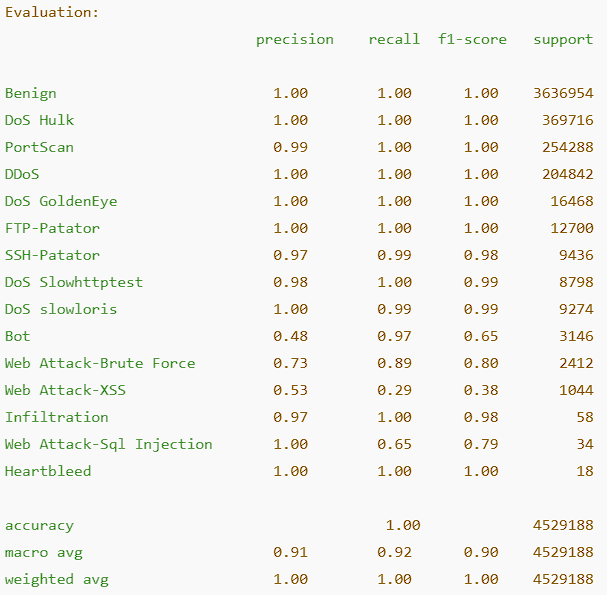 Evaluation:
precision recall f1-score support
Benign 1.00 1.00 1.00 3636954
DoS Hulk 1.00 1.00 1.00 369716
PortScan 0.99 1.00 1.00 254288
DDoS 1.00 1.00 1.00 204842
DoS GoldenEye 1.00 1.00 1.00 16468
FTP-Patator 1.00 1.00 1.00 12700
SSH-Patator 0.97 0.99 0.98 9436
DoS Slowhttptest 0.98 1.00 0.99 8798
DoS slowloris 1.00 0.99 0.99 9274
Bot 0.48 0.97 0.65 3146
Web Attack-Brute Force 0.73 0.89 0.80 2412
Web Attack-XSS 0.53 0.29 0.38 1044
Infiltration 0.97 1.00 0.98 58
Web Attack-Sql Injection 1.00 0.65 0.79 34
Heartbleed 1.00 1.00 1.00 18
accuracy 1.00 4529188
macro avg 0.91 0.92 0.90 4529188
weighted avg 1.00 1.00 1.00 4529188